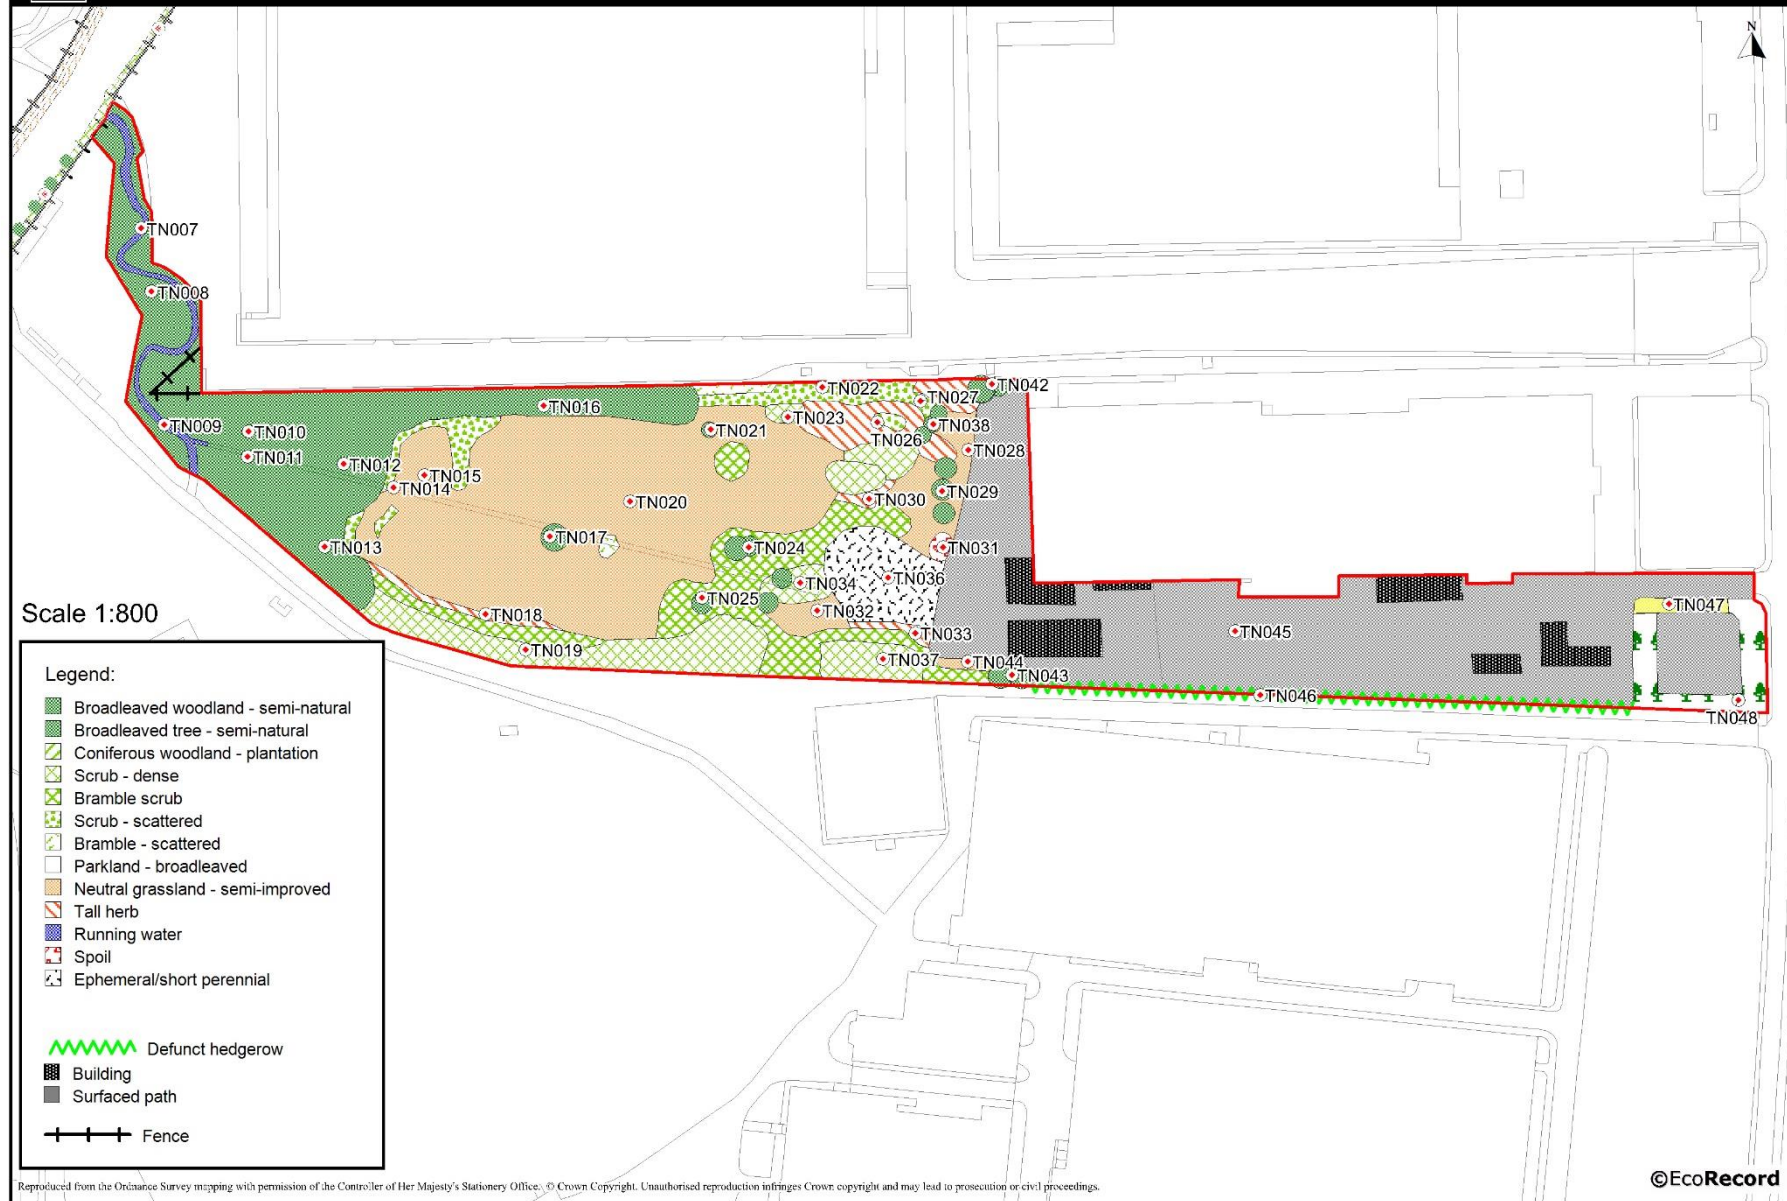 N
TN007
TN008
TN042
TN022
TN027
TN016
TN023
TN009
TN010
TN021
TN026
TN038
TN011
TN028
TN012
TN015
TN014
TN029
TN020
TN030
TN017
TN013
TN024
TN031
TN036
TN034
TN025
TN047
TN018
TN032
TN045
TN033
TN019
TN037
TN044
TN043
TN046
TN048
Scale 1:800
Legend:
Broadleaved woodland - semi-natural
Broadleaved tree - semi-natural
Coniferous woodland - plantation
Scrub - dense
Bramble scrub
Scrub - scattered
Bramble - scattered
Parkland - broadleaved
Neutral grassland - semi-improved
Tall herb
Running water
Spoil
Ephemeral/short perennial
Defunct hedgerow
Building
Surfaced path
Fence
©EcoRecord
Reproduced from the Ordnance Survey mapping with permission of the Controller of Her Majesty's Stationery Office. © Crown Copyright. Unauthorised reproduction infringes Crown copyright and may lead to prosecution or civil proceedings.